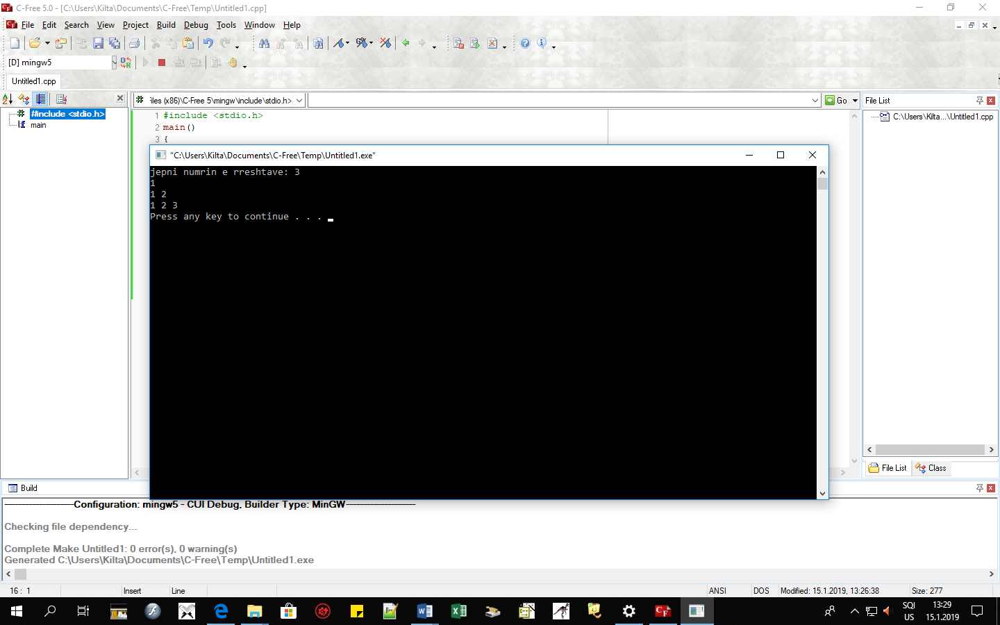 C-Free 5.0 - [C:\Users\Kilta\Documents\C-Free\Temp\Untitled1.cpp]
File Edit Search View Project Build Debug Tools Window Help
[D] mingw5
Untitled1.cpp
iles (x86)\C-Free 5\mingw\include\stdio.h>
Go
File List
#include <stdio.h>
main
1 #include <stdio.h>
2 main()
3 {
C:\Users\Kilta...\Untitled1.cpp
"C:\Users\Kilta\Documents\C-Free\Temp\Untitled1.exe"
jepni numrin e rreshtave: 3
1
1 2
1 2 3
Press any key to continue . . .
File List Class
Build
--------------------Configuration: mingw5 - CUI Debug, Builder Type: MinGW--------------------
Checking file dependency...
Complete Make Untitled1: 0 error(s), 0 warning(s)
Generated C:\Users\Kilta\Documents\C-Free\Temp\Untitled1.exe
16 : 1 Insert Line ANSI DOS Modified: 15.1.2019, 13:26:38 Size: 277
SQI 13:29
US 15.1.2019